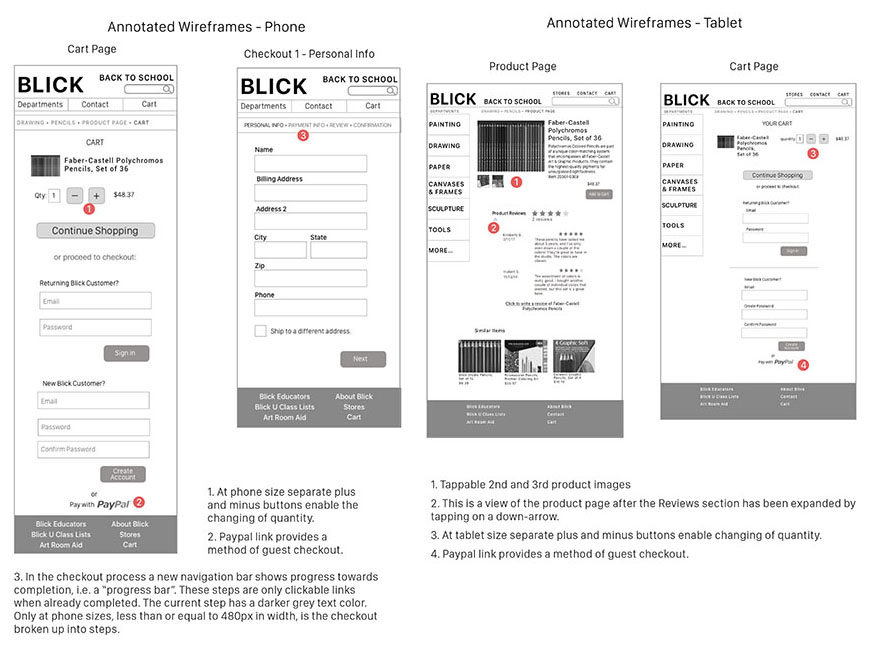 Annotated Wireframes - Phone
Cart Page
BLICK
BACK TO SCHOOL
Departments Contact Cart
DRAWING • PENCILS • PRODUCT PAGE • CART
CART
Faber-Castell Polychromos
Pencils, Set of 36
Qty: 1 − + $48.37
1
Continue Shopping
or proceed to checkout:
Returning Blick Customer?
Email
Password
Sign in
New Blick Customer?
Email
Password
Confirm Password
Create
Account
or
Pay with PayPal 2
Blick Educators About Blick
Blick U Class Lists Stores
Art Room Aid Cart
Checkout 1 - Personal Info
BLICK
BACK TO SCHOOL
Departments Contact Cart
PERSONAL INFO • PAYMENT INFO • REVIEW • CONFIRMATION
3
Name
Billing Address
Address 2
City State
Zip
Phone
Ship to a different address.
Next
Blick Educators About Blick
Blick U Class Lists Stores
Art Room Aid Cart
1. At phone size separate plus
and minus buttons enable the
changing of quantity.
2. Paypal link provides a
method of guest checkout.
3. In the checkout process a new navigation bar shows progress towards
completion, i.e. a “progress bar”. These steps are only clickable links
when already completed. The current step has a darker grey text color.
Only at phone sizes, less than or equal to 480px in width, is the checkout
broken up into steps.
Annotated Wireframes - Tablet
Product Page
STORES CONTACT CART
BLICK BACK TO SCHOOL
DEPARTMENTS DRAWING • PENCILS • PRODUCT PAGE
PAINTING
DRAWING
PAPER
CANVASES
& FRAMES
SCULPTURE
TOOLS
MORE...
Faber-Castell
Polychromos
Pencils,
Set of 36
$48.37
Add to Cart
1
Product Reviews
2 reviews
2
Click to write a review of Faber-Castell
Polychromos Pencils
Similar Items
Blick Educators About Blick
Blick U Class Lists Contact
Art Room Aid Cart
Cart Page
STORES CONTACT CART
BLICK BACK TO SCHOOL
DEPARTMENTS DRAWING • PENCILS • PRODUCT PAGE • CART
PAINTING
DRAWING
PAPER
CANVASES
& FRAMES
SCULPTURE
TOOLS
MORE...
YOUR CART
Faber-Castell
Polychromos
Pencils,
Set of 36
quantity 1 − + $48.37
3
Continue Shopping
or proceed to checkout:
Returning Blick Customer?
Email
Password
Sign in
New Blick Customer?
Email
Create Password
Confirm Password
Create
Account
or
Pay with PayPal
4
Blick Educators About Blick
Blick U Class Lists Contact
Art Room Aid Cart
1. Tappable 2nd and 3rd product images
2. This is a view of the product page after the Reviews section has been expanded by
tapping on a down-arrow.
3. At tablet size separate plus and minus buttons enable changing of quantity.
4. Paypal link provides a method of guest checkout.